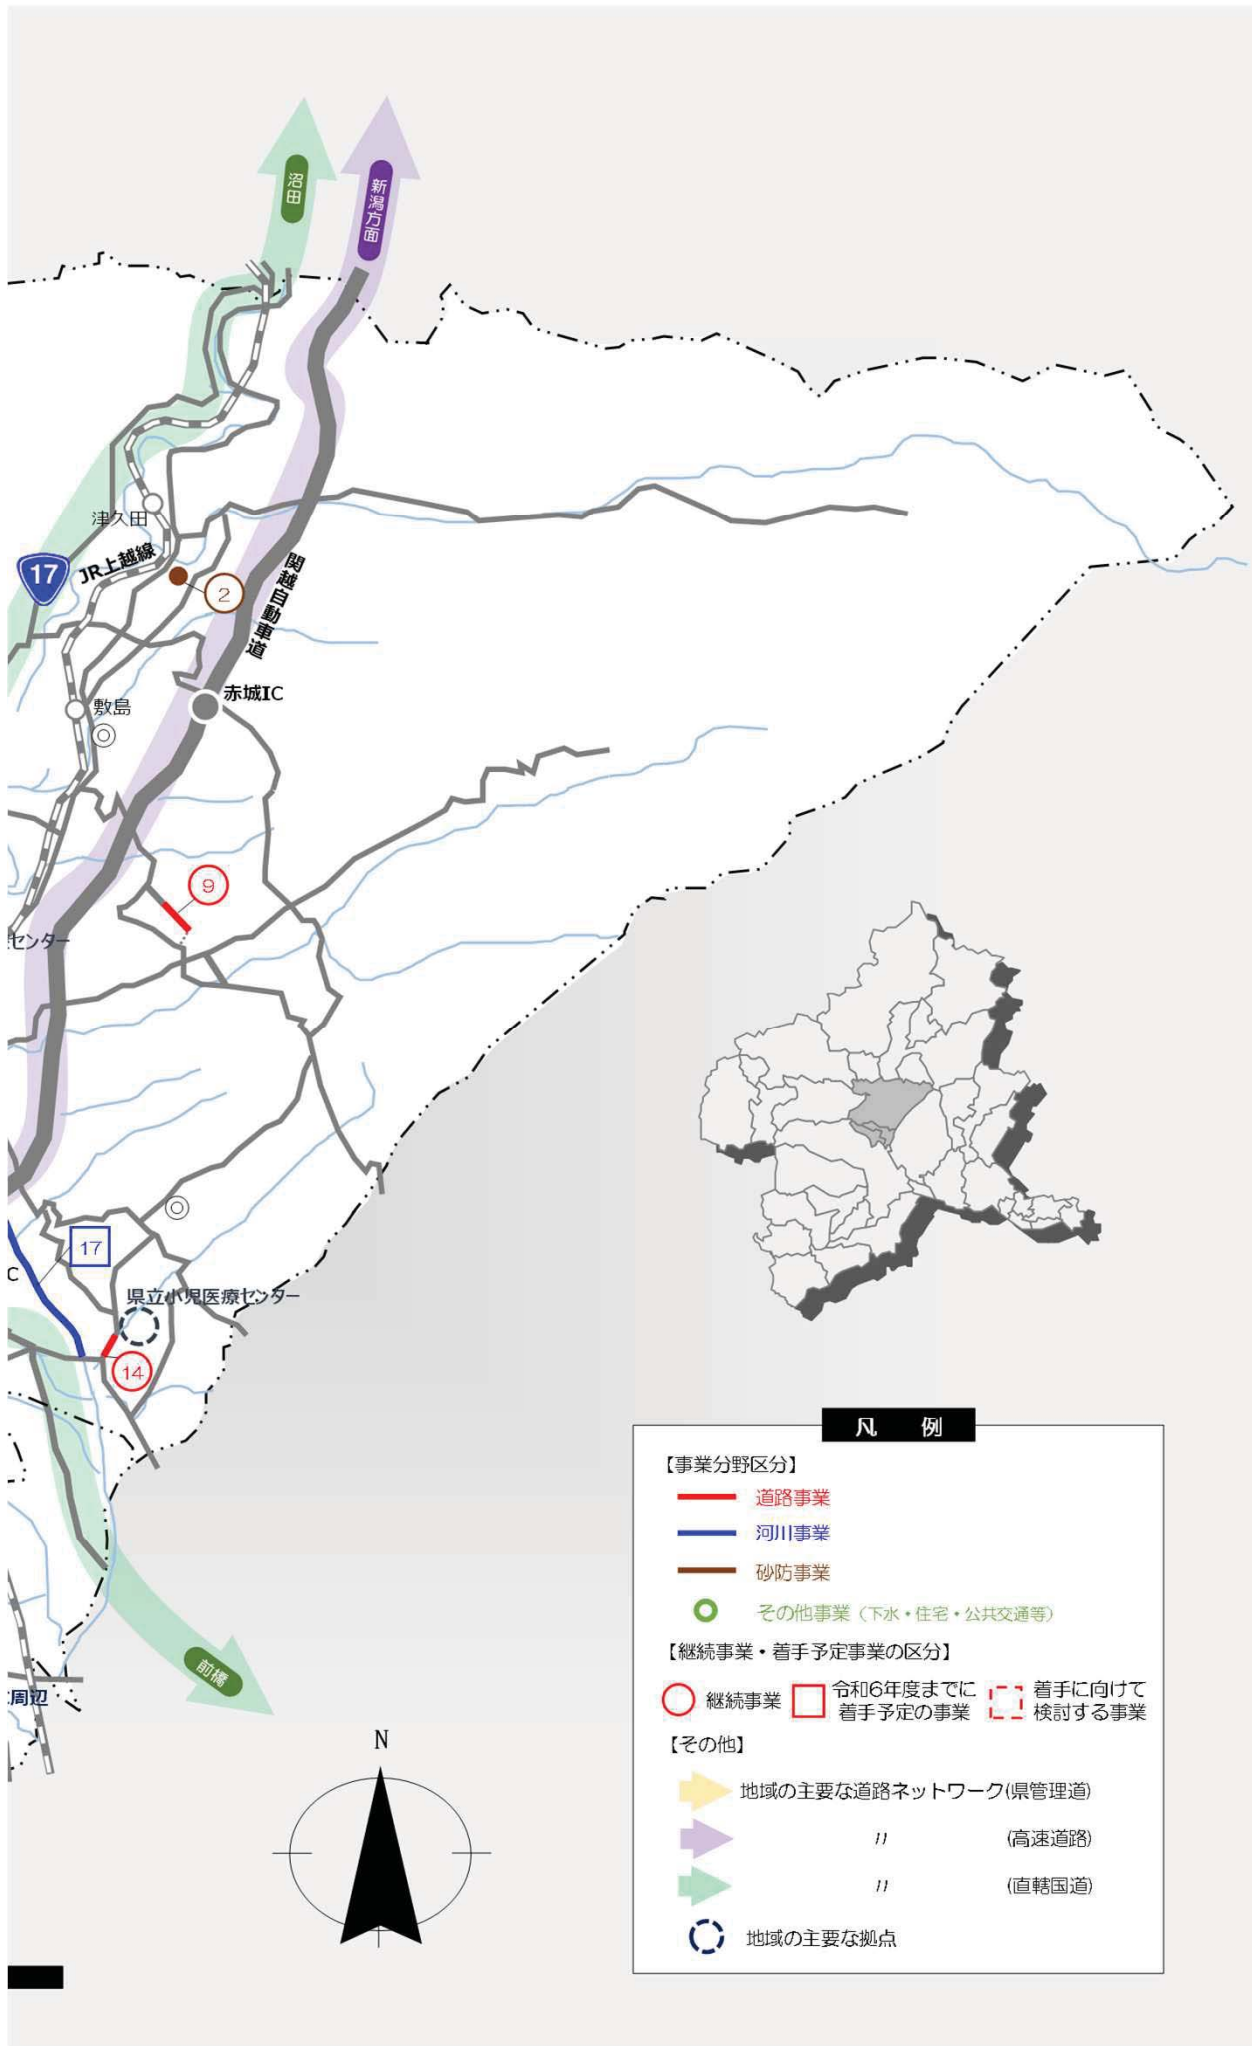 沼田
新潟方面
津久田
17
JR上越線
2
関越自動車道
赤城IC
敷島
9
センター
17
C
県立小児医療センター
14
前橋
周辺
N
凡 例
【事業分野区分】
道路事業
河川事業
砂防事業
その他事業（下水・住宅・公共交通等）
【継続事業・着手予定事業の区分】
継続事業
令和6年度までに
着手予定の事業
着手に向けて
検討する事業
【その他】
地域の主要な道路ネットワーク(県管理道)
〃 (高速道路)
〃 (直轄国道)
地域の主要な拠点